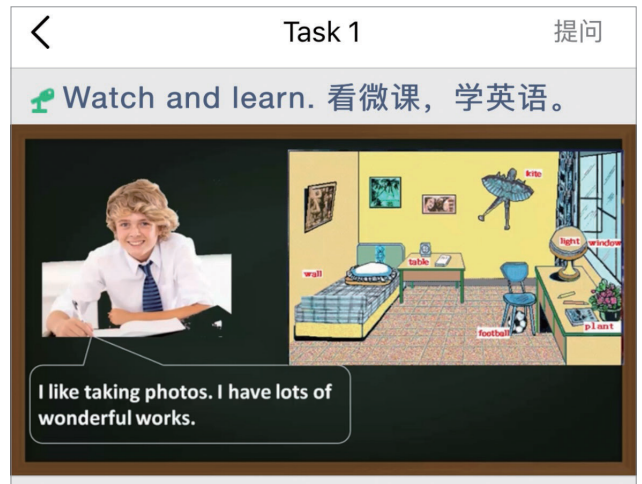 Task 1
提问
Watch and learn. 看微课，学英语。
kite
light
window
table
wall
football
plant
I like taking photos. I have lots of
wonderful works.